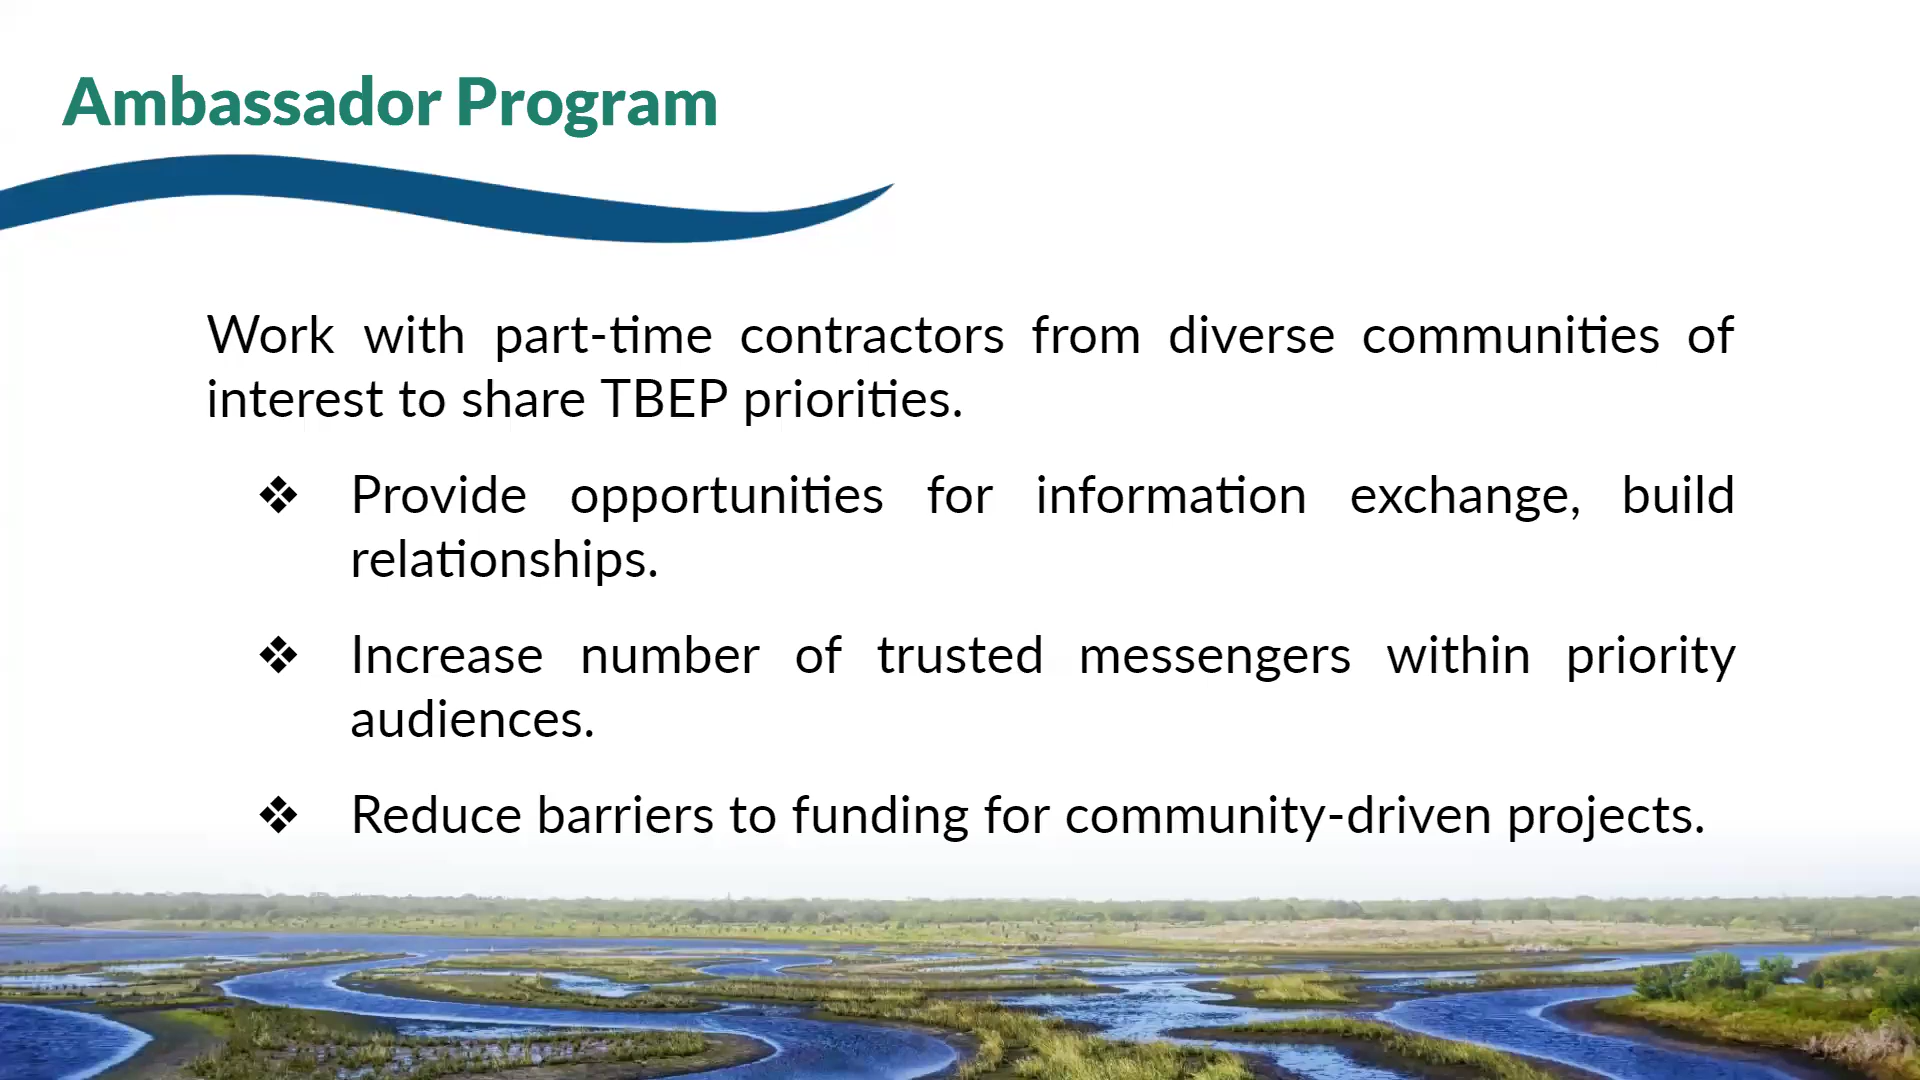 Ambassador Program
Work with part-time contractors from diverse communities of
interest to share TBEP priorities.
❖ Provide opportunities for information exchange, build
relationships.
❖ Increase number of trusted messengers within priority
audiences.
❖ Reduce barriers to funding for community-driven projects.